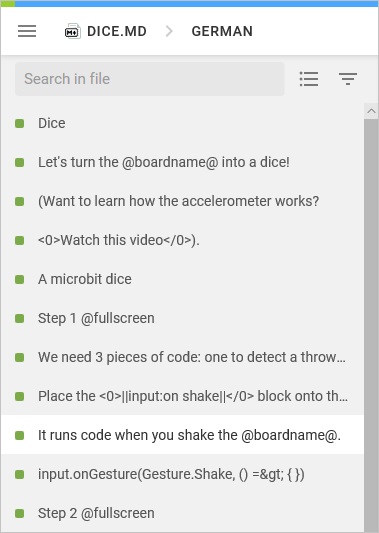 DICE.MD > GERMAN
Search in file
Dice
Let's turn the @boardname@ into a dice!
(Want to learn how the accelerometer works?
<0>Watch this video</0>).
A microbit dice
Step 1 @fullscreen
We need 3 pieces of code: one to detect a throw...
Place the <0>||input:on shake||</0> block onto th...
It runs code when you shake the @boardname@.
input.onGesture(Gesture.Shake, () =&gt; { })
Step 2 @fullscreen